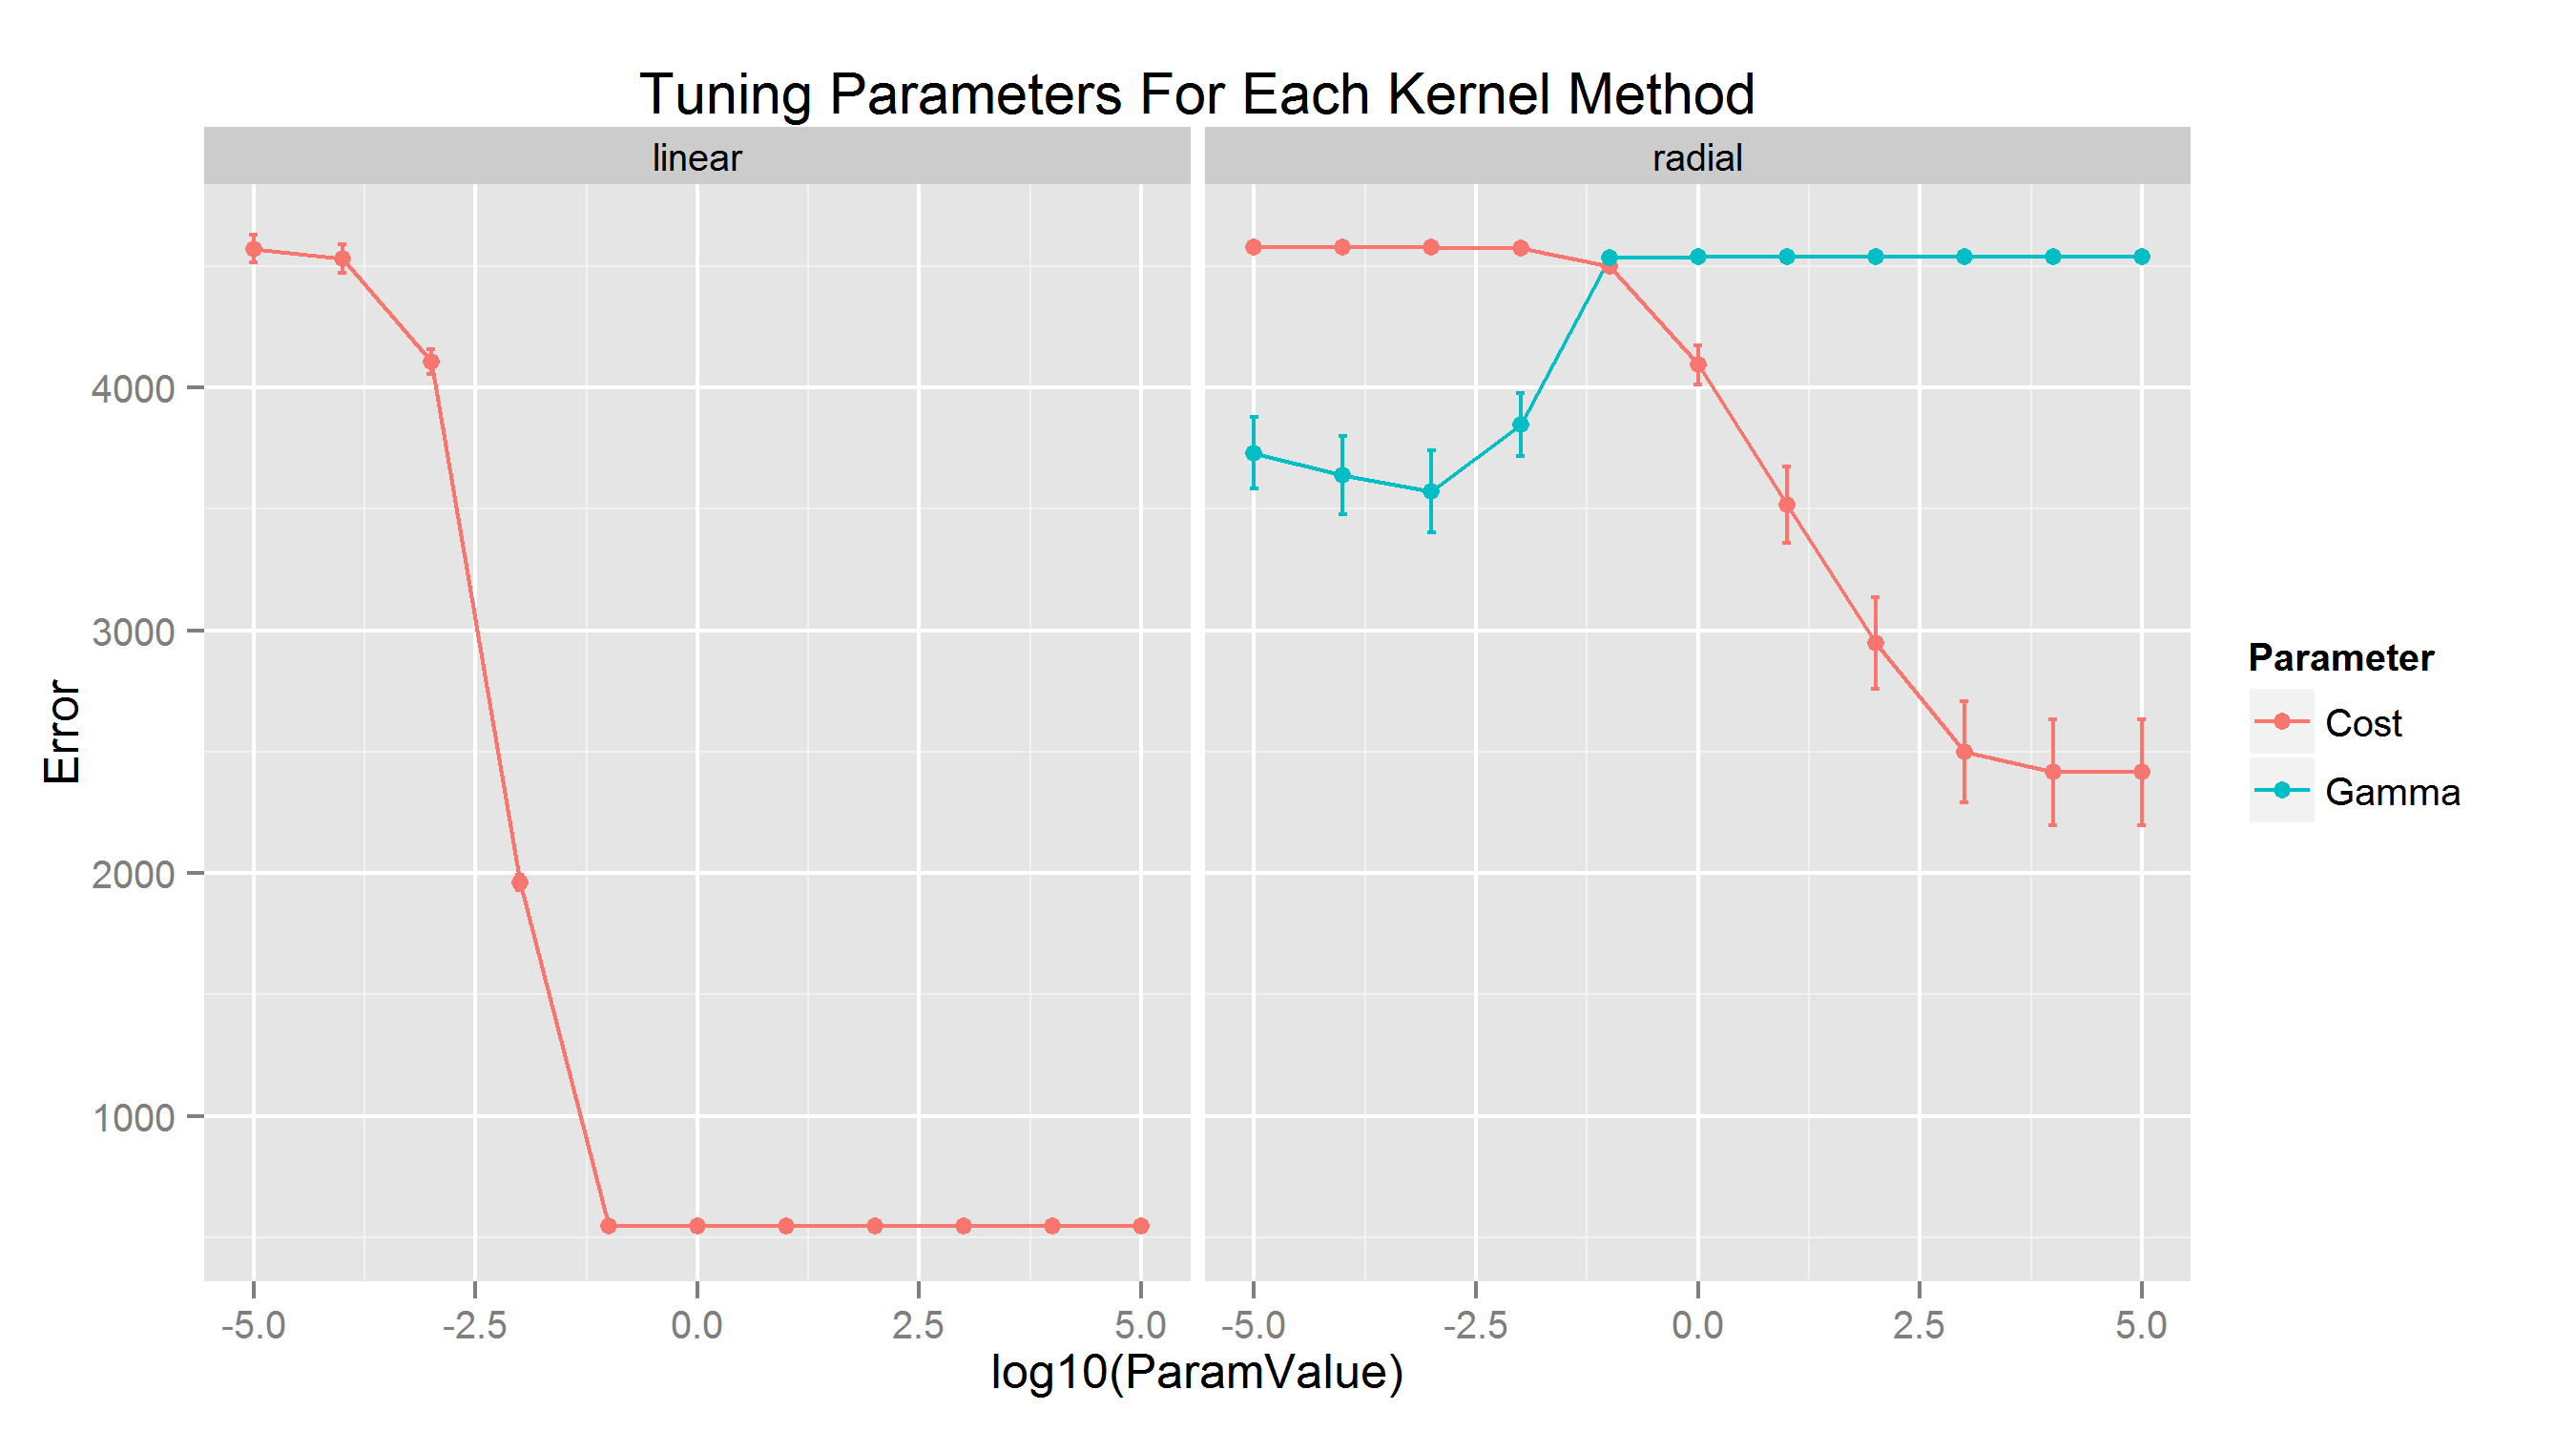 Tuning Parameters For Each Kernel Method
linear
radial
4000
3000
2000
1000
Error
-5.0 -2.5 0.0 2.5 5.0
-5.0 -2.5 0.0 2.5 5.0
log10(ParamValue)
Parameter
Cost
Gamma